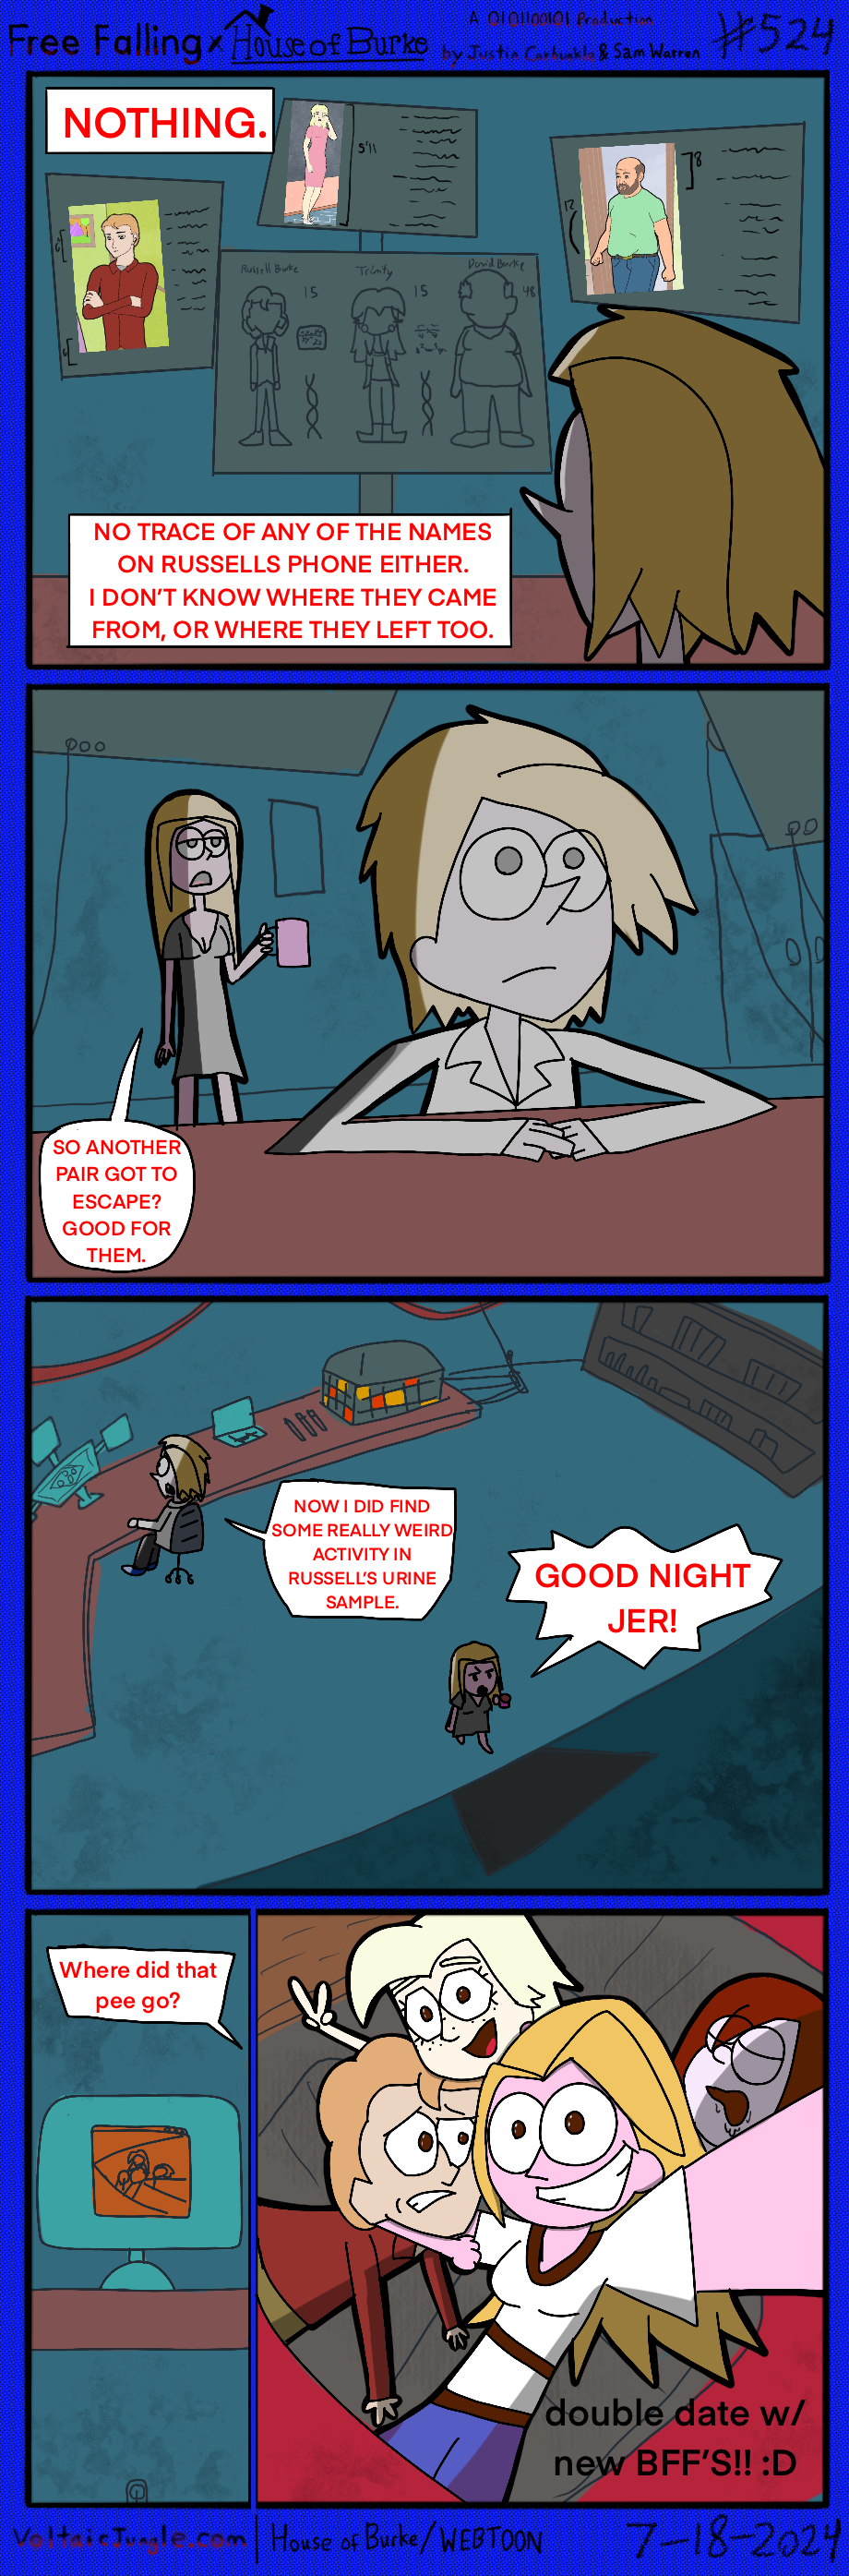 Free Falling x House of Burke
A 0101100101 Production
by Justin Carbunkle & Sam Warren
#524
NOTHING.
5'11
8
12
Russell Burke
Trinity
David Burke
15
15
48
NO TRACE OF ANY OF THE NAMES
ON RUSSELLS PHONE EITHER.
I DON'T KNOW WHERE THEY CAME
FROM, OR WHERE THEY LEFT TOO.
SO ANOTHER
PAIR GOT TO
ESCAPE?
GOOD FOR
THEM.
NOW I DID FIND
SOME REALLY WEIRD
ACTIVITY IN
RUSSELL'S URINE
SAMPLE.
GOOD NIGHT
JER!
Where did that
pee go?
double date w/
new BFF'S!! :D
VoltaicJungle.com
House of Burke/WEBTOON
7-18-2024